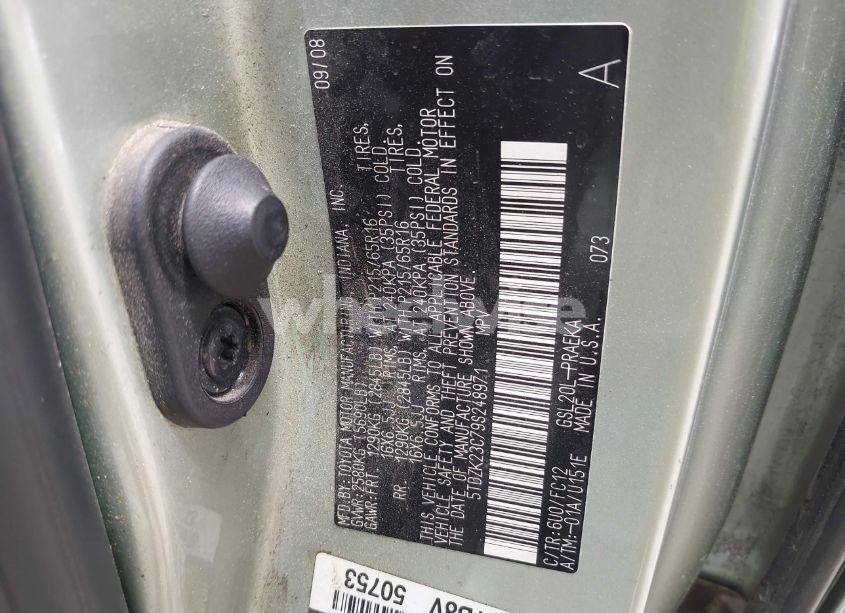 09/08
MFD. BY: TOYOTA MOTOR MANUFACTURING, INDIANA, INC.
GVWR: 2580KG (5690LB)
GAWR: FRT 1290KG (2845LB) WITH P215/65R16 TIRES,
16X6.5JJ RIMS, AT 240KPA (35PSI) COLD.
RR. 1290KG (2845LB) WITH P215/65R16 TIRES,
16X6.5JJ RIMS, AT 240KPA (35PSI) COLD.
THIS VEHICLE CONFORMS TO ALL APPLICABLE FEDERAL MOTOR
VEHICLE SAFETY AND THEFT PREVENTION STANDARDS IN EFFECT ON
THE DATE OF MANUFACTURE SHOWN ABOVE.
5TDZK23C79S248971 MPV
C/TR: 6U0/FC12 GSL20L-PRAEKA 073
A/TM: -01A/U151E MADE IN U.S.A.
A
50753
wheelwise